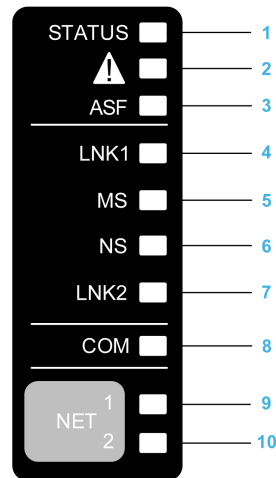 STATUS 1
! 2
ASF 3
LNK1 4
MS 5
NS 6
LNK2 7
COM 8
NET 1 9
2 10